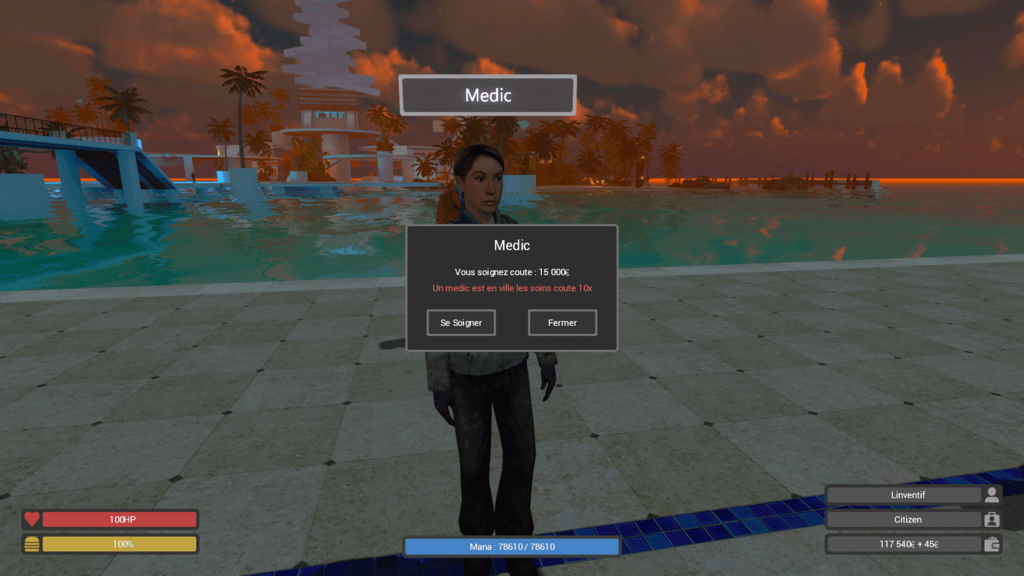 Medic
Medic
Vous soignez coute : 15 000€
Un medic est en ville les soins coute 10x
Se Soigner
Fermer
Linventif
100HP
Citizen
100%
Mana : 78610 / 78610
117 540€ + 45€